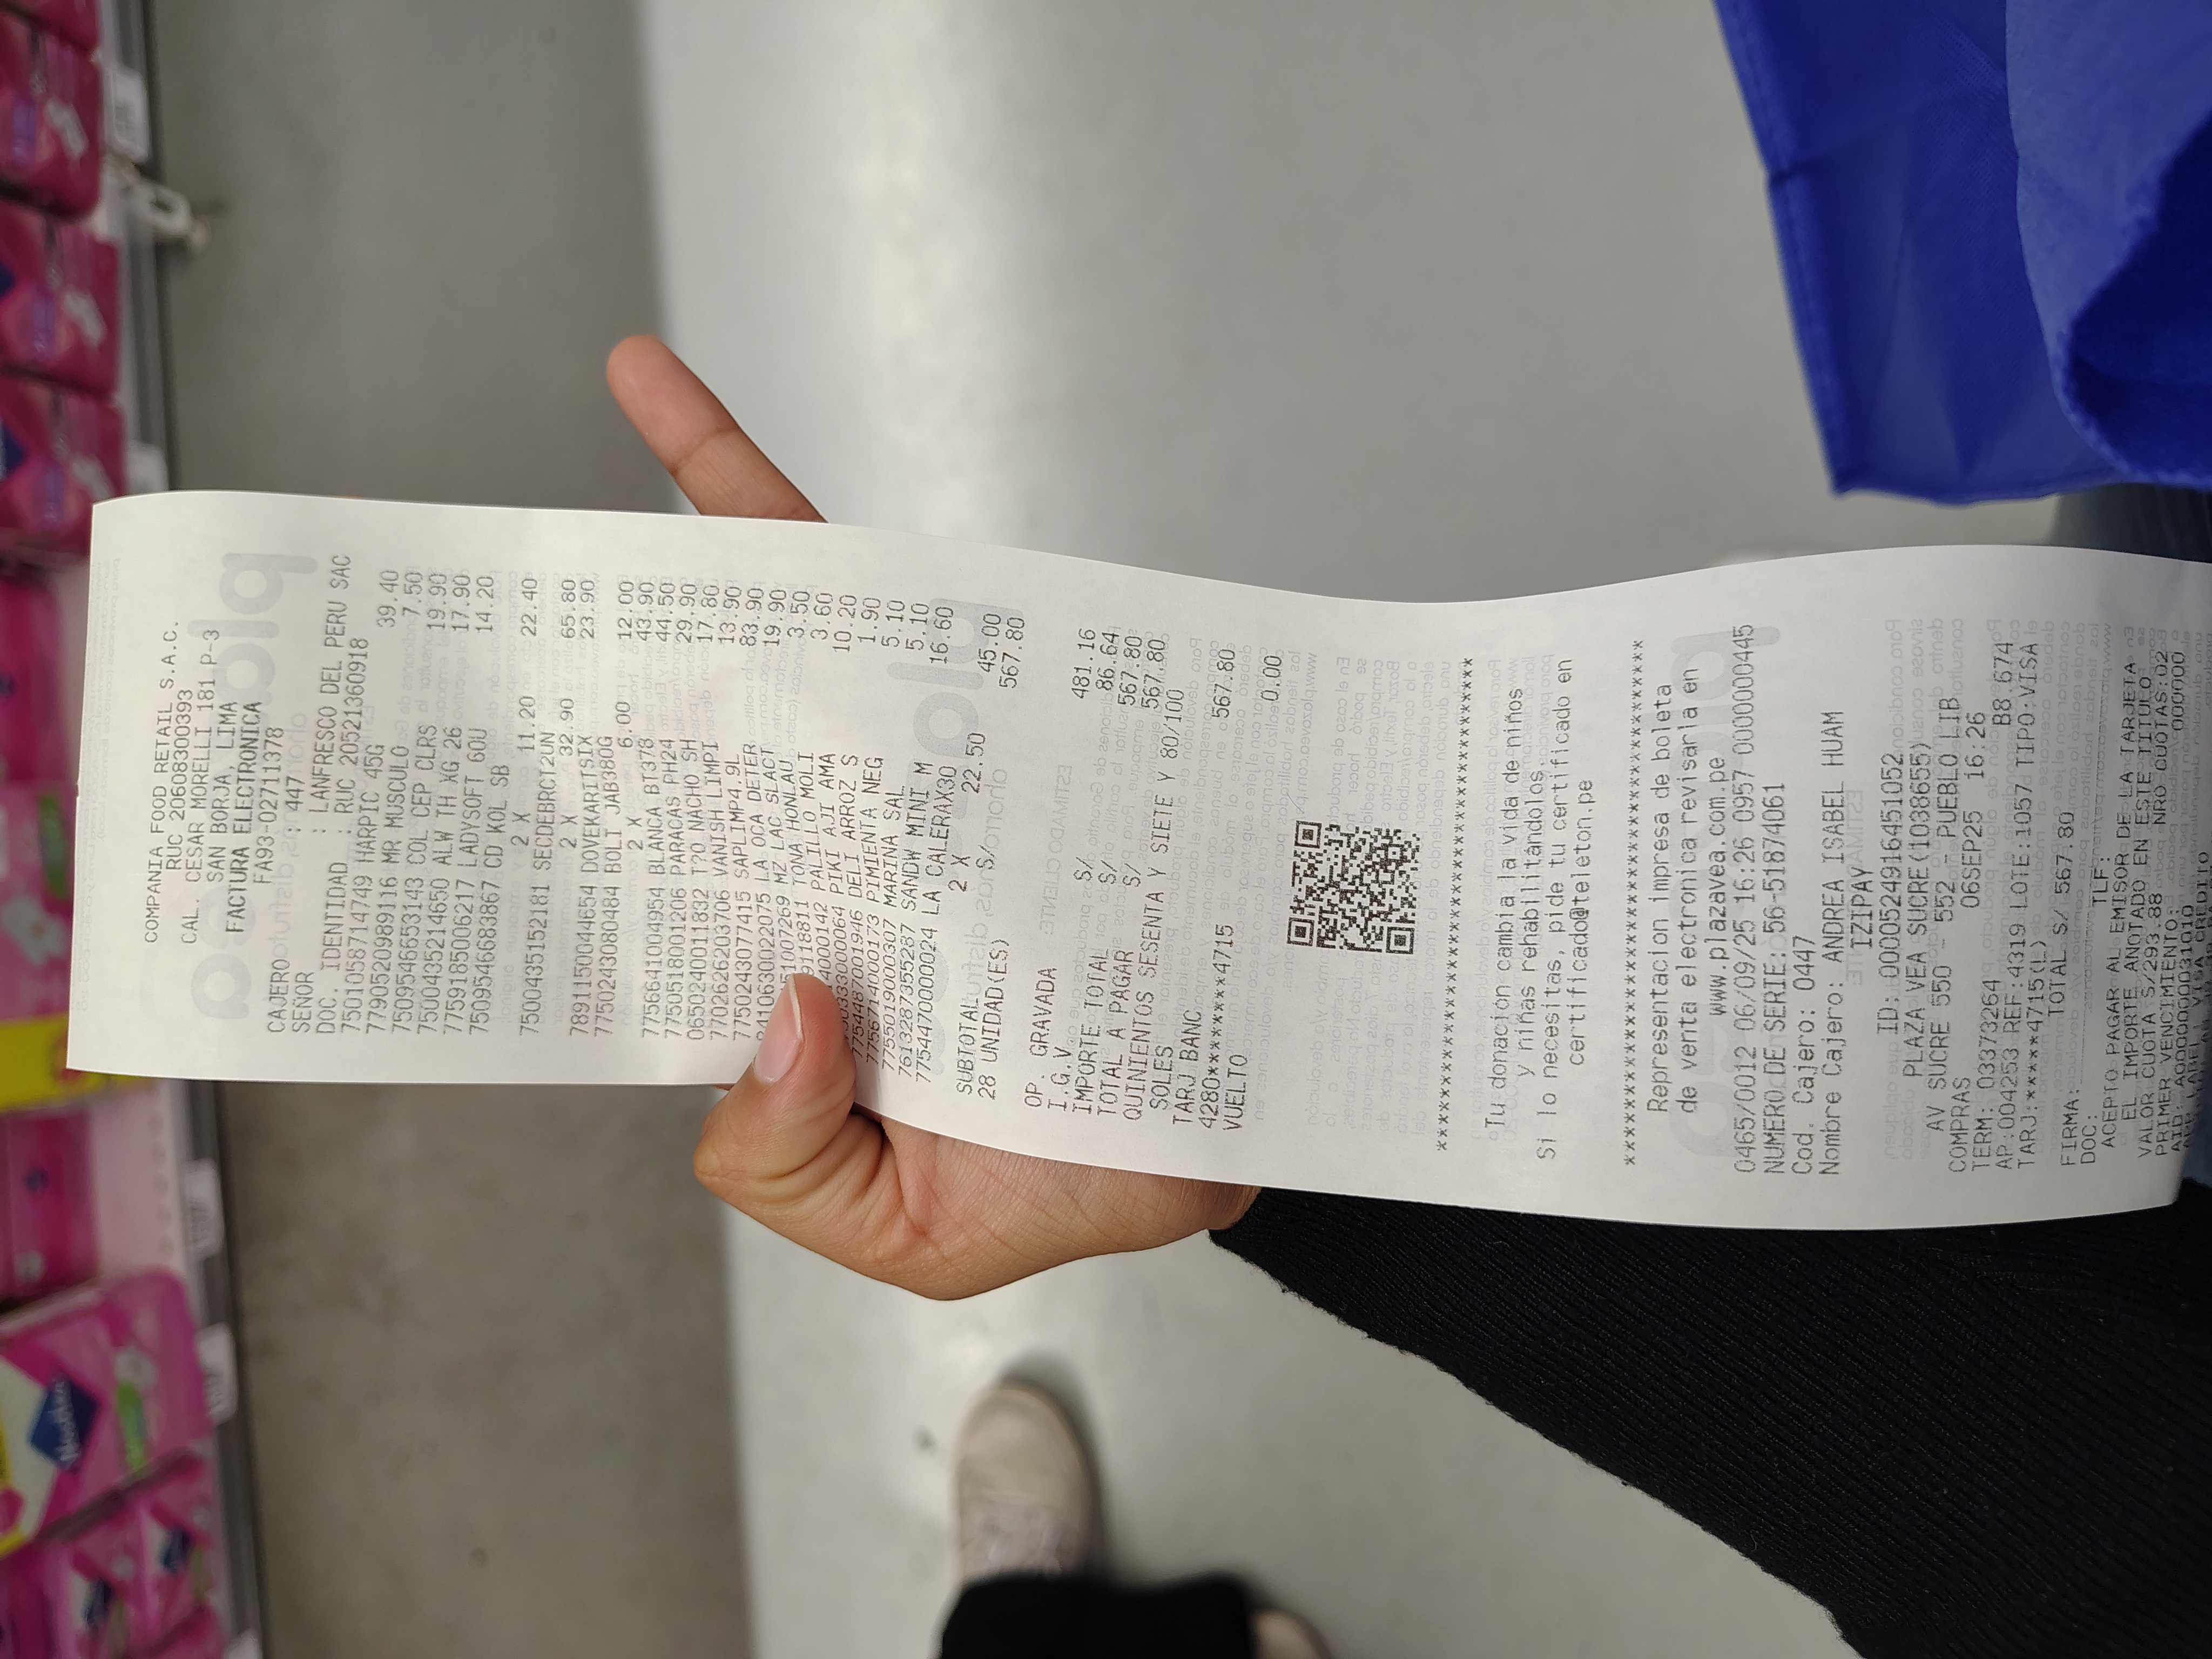 Nosotras
COMPANIA FOOD RETAIL S.A.C.
RUC 20608300393
CAL. CESAR MORELLI 181 P-3
SAN BORJA, LIMA
FACTURA ELECTRONICA
FA93-02711378
CAJERO : 447
SEÑOR : LANFRESCO DEL PERU SAC
DOC. IDENTIDAD : RUC 20521360918
7501058714749 HARPIC 45G 39.40
7790520989116 MR MUSCULO 7.50
7509546653143 COL CEP CLRS 19.90
7500435214650 ALW TH XG 26 17.90
7759185006217 LADYSOFT 60U 14.20
7509546683867 CD KOL SB
2 X 11.20 22.40
7500435152181 SECDEBRCT2UN
2 X 32.90 65.80
7891150044654 DOVEKARITSIX 23.90
7750243080484 BOLI JAB380G
2 X 6.00 12.00
7756641004954 BLANCA BT378 43.90
7750518001206 PARACAS PH24 44.50
0650240011832 T?O NACHO SH 29.90
7702626203706 VANISH LIMPI 17.80
7750243077415 SAPLIMP4.9L 13.90
8410630022075 LA OCA DETER 83.90
51007269 MZ LAC SLACT 19.90
9118811 TONA HONLAU 3.50
4000142 PALILLO MOLI 3.60
0333000064 PIKI AJI AMA 10.20
7754487001946 DELI ARROZ S 1.90
7756714000173 PIMIENTA NEG 5.10
7755019000307 MARINA SAL 5.10
7613287355287 SANDW MINI M 16.60
7754470000024 LA CALERAX30
2 X 22.50 45.00
SUBTOTAL S/ 567.80
28 UNIDAD(ES)
OP. GRAVADA S/ 481.16
I.G.V. S/ 86.64
IMPORTE TOTAL S/ 567.80
TOTAL A PAGAR 567.80
QUINIENTOS SESENTA Y SIETE Y 80/100
SOLES
TARJ BANC 567.80
4280********4715
VUELTO 0.00
******************************************
Tu donación cambia la vida de niños
y niñas rehabilitándolos.
Si lo necesitas, pide tu certificado en
certificado@teleton.pe
******************************************
Representacion impresa de boleta
de venta electronica revisarla en
www.plazavea.com.pe
0465/0012 06/09/25 16:26 0957 0000000445
NUMERO DE SERIE: 56-51874061
Cod. Cajero: 0447
Nombre Cajero: ANDREA ISABEL HUAM
IZIPAY
ID: 0000524916451052
PLAZA VEA SUCRE(1038655)
AV SUCRE 550 - 552 - PUEBLO LIB
COMPRAS 06SEP25 16:26
TERM: 03373264 B8.674
AP:004253 REF:4319 LOTE:1057 TIPO:VISA
TARJ:*****4715(L)
TOTAL S/ 567.80
FIRMA:
DOC: TLF:
ACEPTO PAGAR AL EMISOR DE LA TARJETA
EL IMPORTE ANOTADO EN ESTE TITULO
VALOR CUOTA S/293.88 NRO CUOTAS:02
PRIMER VENCIMIENTO: 000000
AID: A0000000031010
APP LABEL: VISA CREDITO